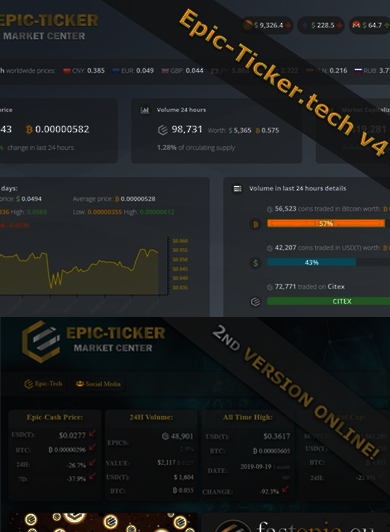 EPIC-TICKER
MARKET CENTER
Epic-Ticker.tech v4
$ 9,326.4
$ 228.5
$ 64.7
worldwide prices:
CNY: 0.385
EUR: 0.049
GBP: 0.044
0.216
RUB: 3.7
Volume 24 hours
43
0.00000582
98,731 Worth: $ 5,365 0.575
change in last 24 hours
1.28% of circulating supply
days:
Volume in last 24 hours details
price: $ 0.0494
Average price: 0.00000528
High: 0.0603
Low: 0.00000355 High: 0.00000612
56,523 coins traded in Bitcoin worth
57%
42,207 coins traded in USD(T) worth
43%
72,771 traded on Citex
CITEX
EPIC-TICKER
MARKET CENTER
2ND VERSION ONLINE!
Epic-Tech
Social Media
Epic-Cash Price:
24H Volume:
All Time High:
USD(T): $0.0277
EPICS: 48,901
USD(T): $0.3617
BTC: 0.00000296
BTC: 0.00003605
24H: -26.7%
VALUE: $2,117
DATE: 2019-09-19
7D: -37.9%
USD(T): $ 1,604
BTC: 0.055
CHANGE: -92.3%
fastepic.eu